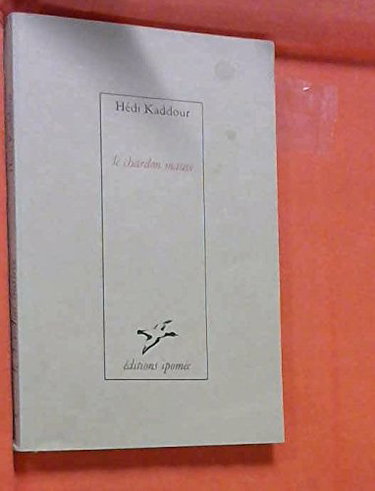 Hédi Kaddour
le chardon mauve
éditions ipomée